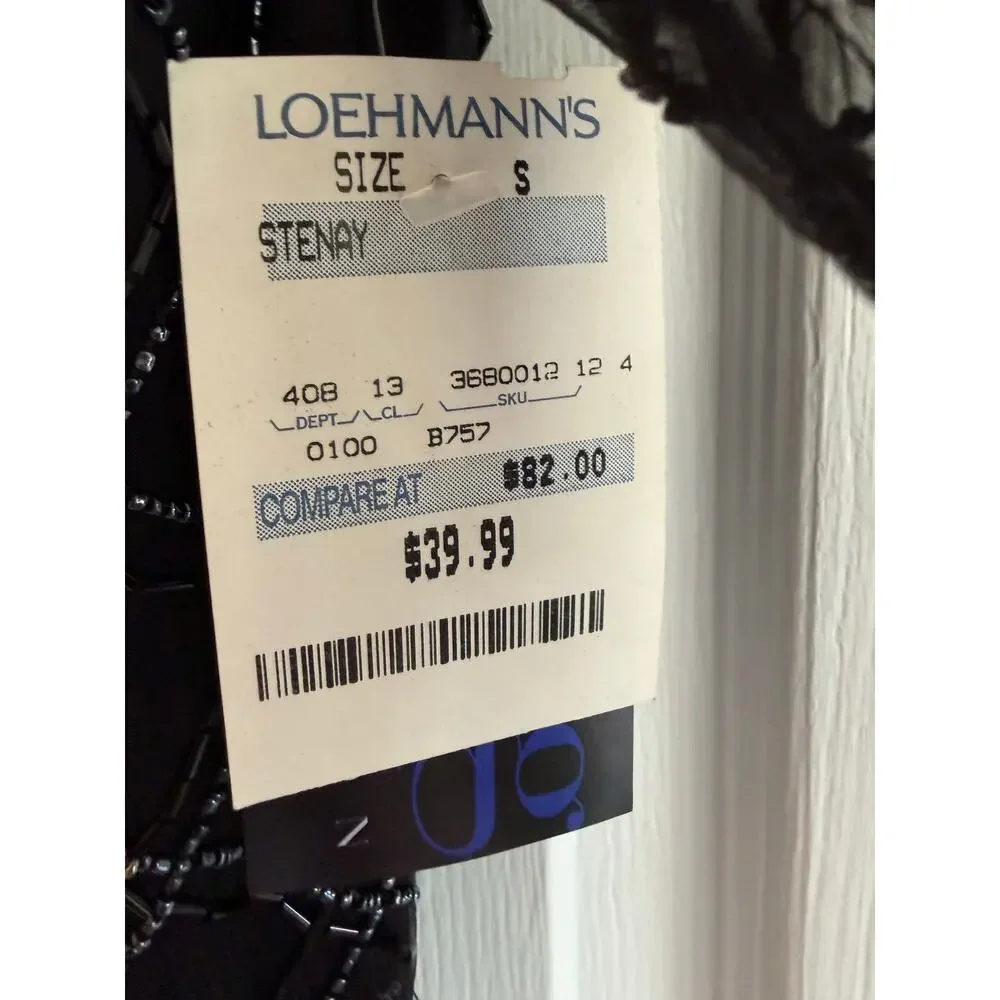 LOEHMANN'S
SIZE S
STENAY
408 13 3680012 12 4
DEPT CL SKU
0100 B757
COMPARE AT $82.00
$39.99